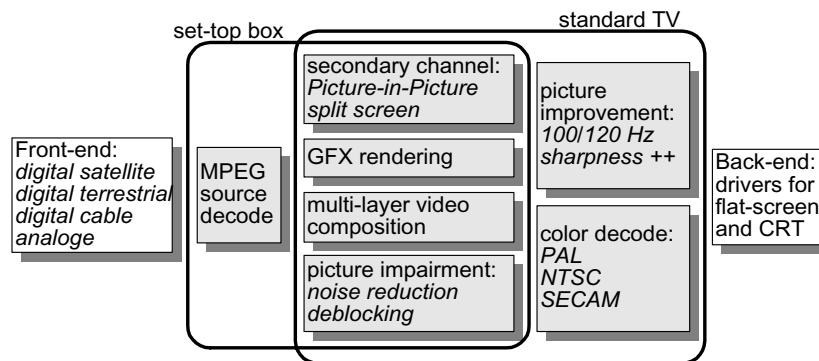 standard TV
set-top box
Front-end:
digital satellite
digital terrestrial
digital cable
analoge
MPEG
source
decode
secondary channel:
Picture-in-Picture
split screen
GFX rendering
multi-layer video
composition
picture impairment:
noise reduction
deblocking
picture
improvement:
100/120 Hz
sharpness ++
color decode:
PAL
NTSC
SECAM
Back-end:
drivers for
flat-screen
and CRT